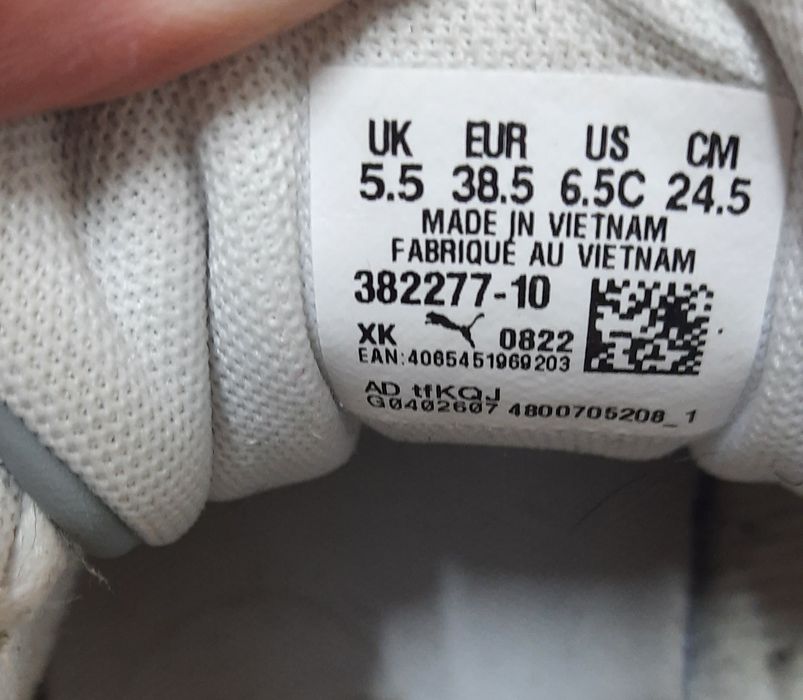 UK EUR US CM
5.5 38.5 6.5C 24.5
MADE IN VIETNAM
FABRIQUÉ AU VIETNAM
382277-10
XK 0822
EAN:4065451969203
AD tfKQJ
G0402607 4800705208_1